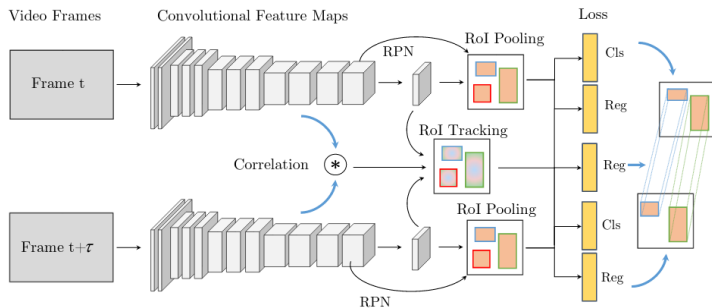 Video Frames
Convolutional Feature Maps
Loss
RoI Pooling
RPN
Cls
Frame t
Reg
RoI Tracking
Correlation
*
Reg
RoI Pooling
Cls
Frame t+τ
Reg
RPN